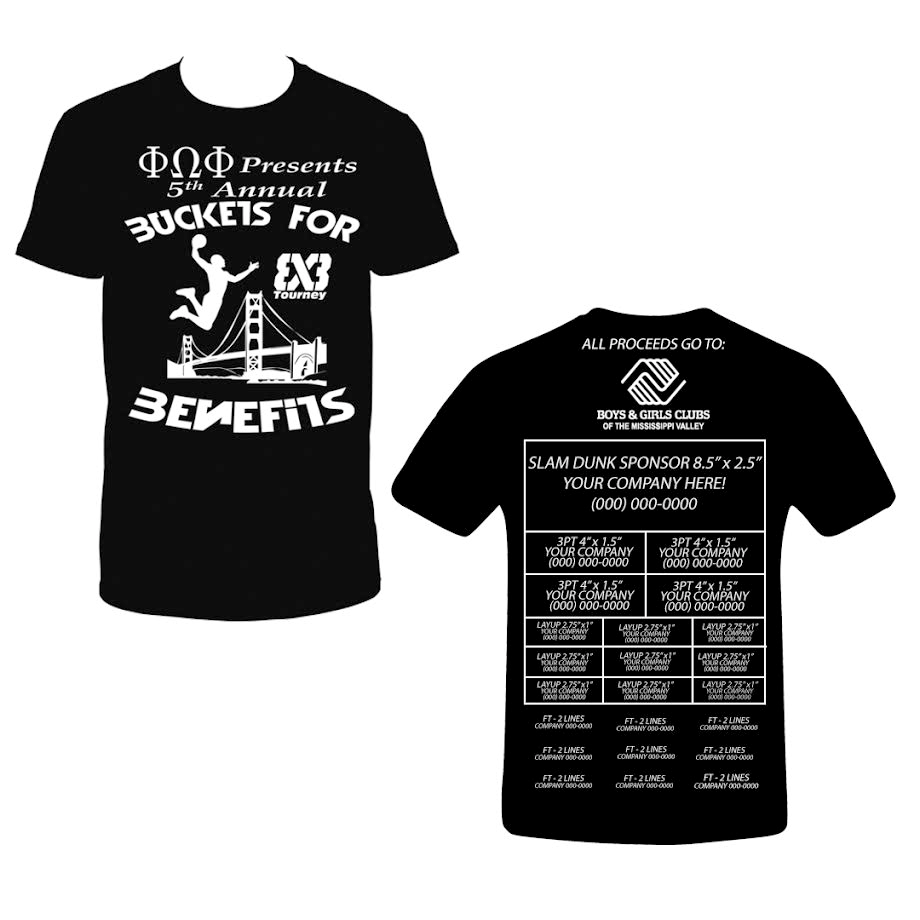 ΦΩΦ Presents
5th Annual
BUCKETS FOR
3X3
Tourney
BENEFITS
ALL PROCEEDS GO TO:
BOYS & GIRLS CLUBS
OF THE MISSISSIPPI VALLEY
SLAM DUNK SPONSOR 8.5” x 2.5”
YOUR COMPANY HERE!
(000) 000-0000
3PT 4” x 1.5”
YOUR COMPANY
(000) 000-0000
3PT 4” x 1.5”
YOUR COMPANY
(000) 000-0000
3PT 4” x 1.5”
YOUR COMPANY
(000) 000-0000
3PT 4” x 1.5”
YOUR COMPANY
(000) 000-0000
LAYUP 2.75”x1”
YOUR COMPANY
(000) 000-0000
LAYUP 2.75”x1”
YOUR COMPANY
(000) 000-0000
LAYUP 2.75”x1”
YOUR COMPANY
(000) 000-0000
LAYUP 2.75”x1”
YOUR COMPANY
(000) 000-0000
LAYUP 2.75”x1”
YOUR COMPANY
(000) 000-0000
LAYUP 2.75”x1”
YOUR COMPANY
(000) 000-0000
LAYUP 2.75”x1”
YOUR COMPANY
(000) 000-0000
LAYUP 2.75”x1”
YOUR COMPANY
(000) 000-0000
LAYUP 2.75”x1”
YOUR COMPANY
(000) 000-0000
FT - 2 LINES
COMPANY 000-0000
FT - 2 LINES
COMPANY 000-0000
FT - 2 LINES
COMPANY 000-0000
FT - 2 LINES
COMPANY 000-0000
FT - 2 LINES
COMPANY 000-0000
FT - 2 LINES
COMPANY 000-0000
FT - 2 LINES
COMPANY 000-0000
FT - 2 LINES
COMPANY 000-0000
FT - 2 LINES
COMPANY 000-0000